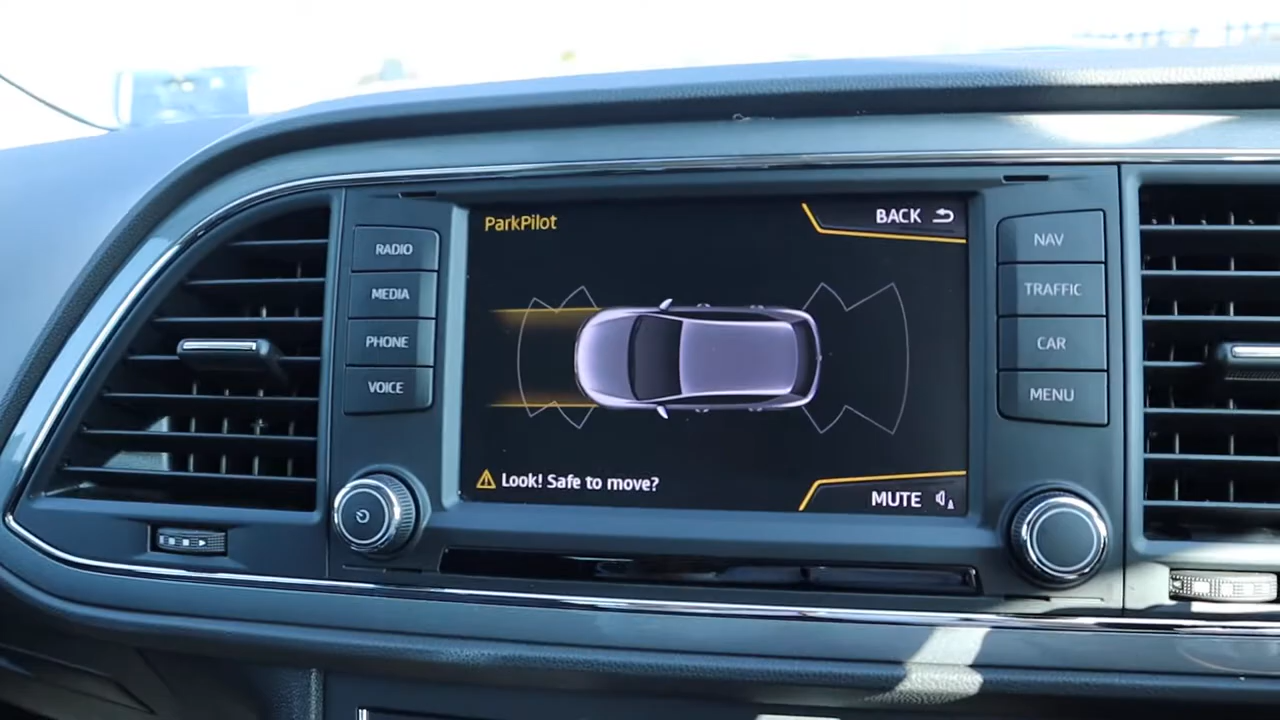 ParkPilot
BACK
RADIO
MEDIA
PHONE
VOICE
NAV
TRAFFIC
CAR
MENU
Look! Safe to move?
MUTE